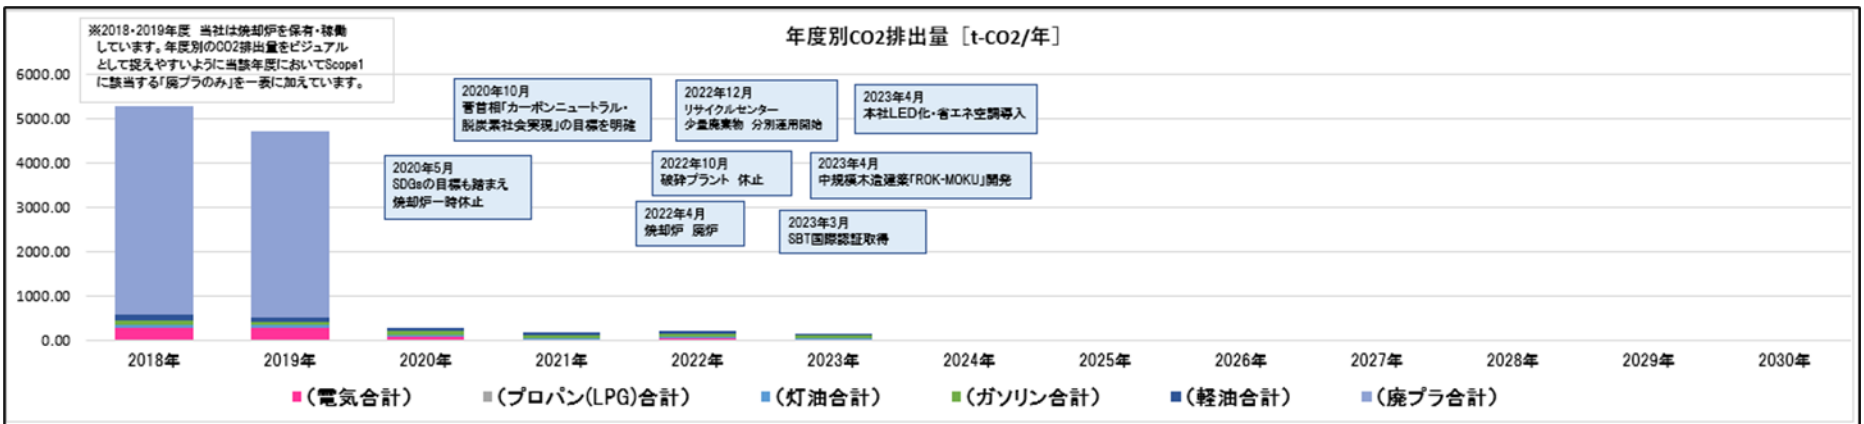 年度別CO2排出量［t-CO2/年］
※2018・2019年度　当社は焼却炉を保有・稼働
しています。年度別のCO2排出量をビジュアル
として捉えやすいように当該年度においてScope1
に該当する「廃プラのみ」を一表に加えています。
6000.00
5000.00
4000.00
3000.00
2000.00
1000.00
0.00
2020年10月
菅首相「カーボンニュートラル・
脱炭素社会実現」の目標を明確
2022年12月
リサイクルセンター
少量廃棄物　分別運用開始
2023年4月
本社LED化・省エネ空調導入
2020年5月
SDGsの目標も踏まえ
焼却炉一時休止
2022年10月
破砕プラント　休止
2023年4月
中規模木造建築「ROK-MOKU」開発
2022年4月
焼却炉　廃炉
2023年3月
SBT国際認証取得
2018年
2019年
2020年
2021年
2022年
2023年
2024年
2025年
2026年
2027年
2028年
2029年
2030年
（電気合計）
（プロパン(LPG)合計）
（灯油合計）
（ガソリン合計）
（軽油合計）
（廃プラ合計）